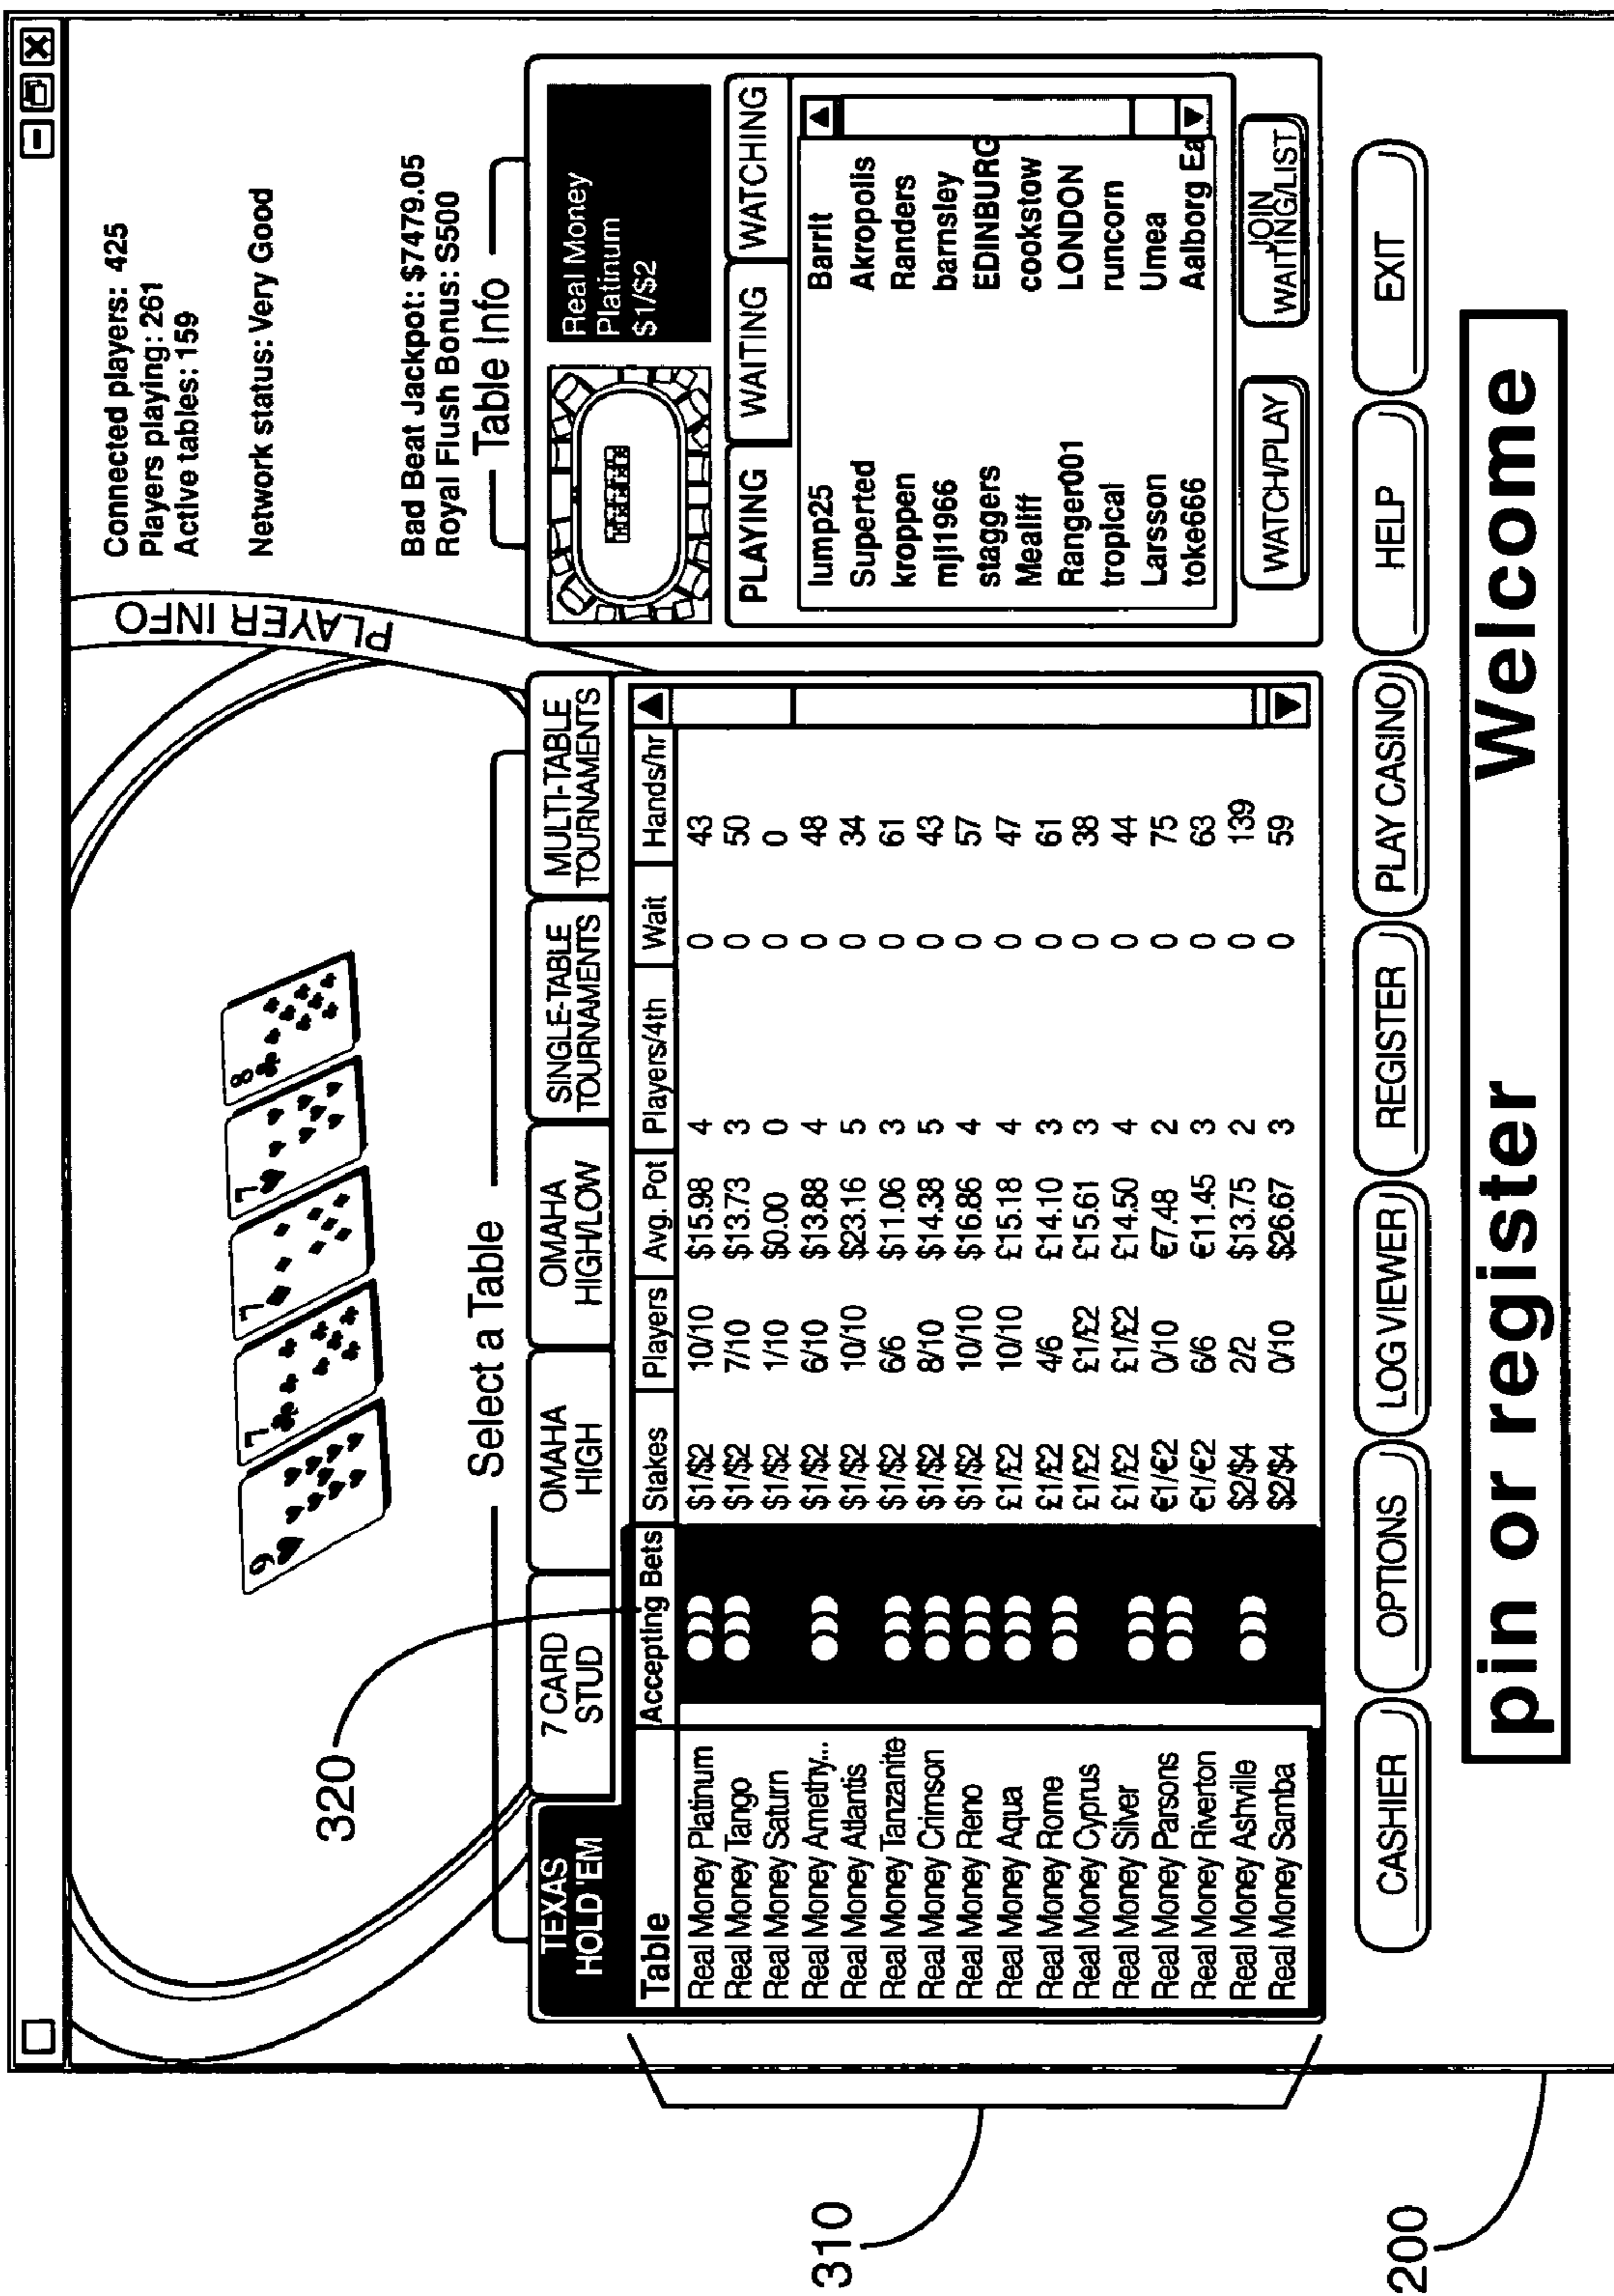 Connected players: 425
Players playing: 261
Active tables: 159
Network status: Very Good
Bad Beat Jackpot: $7479.05
Royal Flush Bonus: S500
PLAYER INFO
9 7 7 7 8
320
Select a Table
TEXAS HOLD 'EM
7 CARD STUD
OMAHA HIGH
OMAHA HIGH/LOW
SINGLE-TABLE TOURNAMENTS
MULTI-TABLE TOURNAMENTS
Table Accepting Bets Stakes Players Avg. Pot Players/4th Wait Hands/hr
Real Money Platinum $1/$2 10/10 $15.98 4 0 43
Real Money Tango $1/$2 7/10 $13.73 3 0 50
Real Money Saturn $1/$2 1/10 $0.00 0 0 0
Real Money Amethy... $1/$2 6/10 $13.88 4 0 48
Real Money Atlantis $1/$2 10/10 $23.16 5 0 34
Real Money Tanzanite $1/$2 6/6 $11.06 3 0 61
Real Money Crimson $1/$2 8/10 $14.38 5 0 43
Real Money Reno $1/$2 10/10 $16.86 4 0 57
Real Money Aqua £1/£2 10/10 £15.18 4 0 47
Real Money Rome £1/£2 4/6 £14.10 3 0 61
Real Money Cyprus £1/£2 £1/£2 £15.61 3 0 38
Real Money Silver £1/£2 £1/£2 £14.50 4 0 44
Real Money Parsons €1/€2 0/10 €7.48 2 0 75
Real Money Riverton €1/€2 6/6 €11.45 3 0 63
Real Money Ashville $2/$4 2/2 $13.75 2 0 139
Real Money Samba $2/$4 0/10 $26.67 3 0 59
Table Info
Real Money
Platinum
$1/$2
PLAYING WAITING WATCHING
lump25 Barrit
Superted Akropolis
kroppen Randers
mjl1966 barnsley
staggers EDINBURG
Mealiff cookstow
Ranger001 LONDON
tropical runcorn
Larsson Umea
toke666 Aalborg Ea
WATCH/PLAY
JOIN WAITING/LIST
CASHIER OPTIONS LOG VIEWER REGISTER PLAY CASINO HELP EXIT
pin or register Welcome
310
200